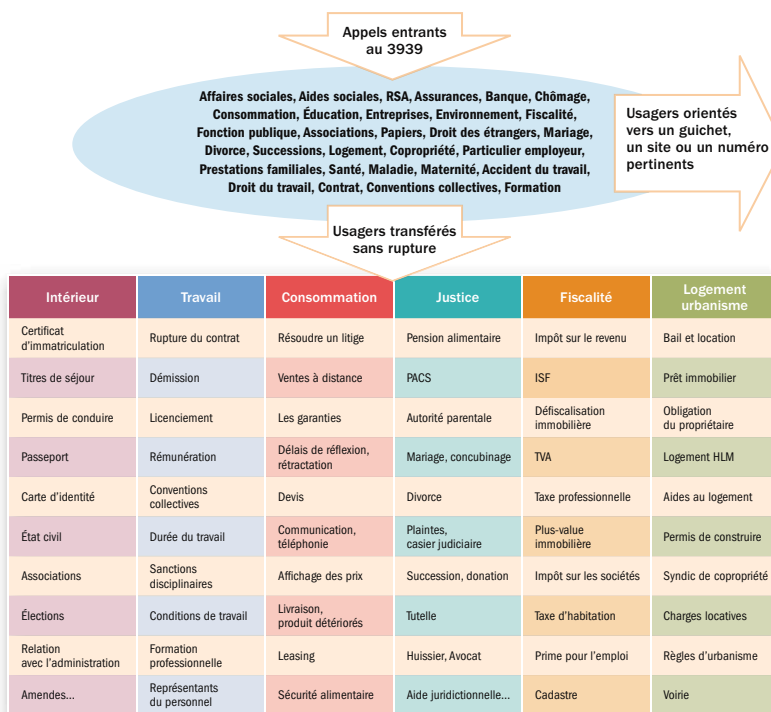 Appels entrants
au 3939
Affaires sociales, Aides sociales, RSA, Assurances, Banque, Chômage,
Consommation, Éducation, Entreprises, Environnement, Fiscalité,
Fonction publique, Associations, Papiers, Droit des étrangers, Mariage,
Divorce, Successions, Logement, Copropriété, Particulier employeur,
Prestations familiales, Santé, Maladie, Maternité, Accident du travail,
Droit du travail, Contrat, Conventions collectives, Formation
Usagers orientés
vers un guichet,
un site ou un numéro
pertinents
Usagers transférés
sans rupture
Intérieur
Travail
Consommation
Justice
Fiscalité
Logement
urbanisme
Certificat
d'immatriculation
Rupture du contrat
Résoudre un litige
Pension alimentaire
Impôt sur le revenu
Bail et location
Titres de séjour
Démission
Ventes à distance
PACS
ISF
Prêt immobilier
Permis de conduire
Licenciement
Les garanties
Autorité parentale
Défiscalisation
immobilière
Obligation
du propriétaire
Passeport
Rémunération
Délais de réflexion,
rétractation
Mariage, concubinage
TVA
Logement HLM
Carte d'identité
Conventions
collectives
Devis
Divorce
Taxe professionnelle
Aides au logement
État civil
Durée du travail
Communication,
téléphonie
Plaintes,
casier judiciaire
Plus-value
immobilière
Permis de construire
Associations
Sanctions
disciplinaires
Affichage des prix
Succession, donation
Impôt sur les sociétés
Syndic de copropriété
Élections
Conditions de travail
Livraison,
produit détériorés
Tutelle
Taxe d'habitation
Charges locatives
Relation
avec l'administration
Formation
professionnelle
Leasing
Huissier, Avocat
Prime pour l'emploi
Règles d'urbanisme
Amendes...
Représentants
du personnel
Sécurité alimentaire
Aide juridictionnelle...
Cadastre
Voirie